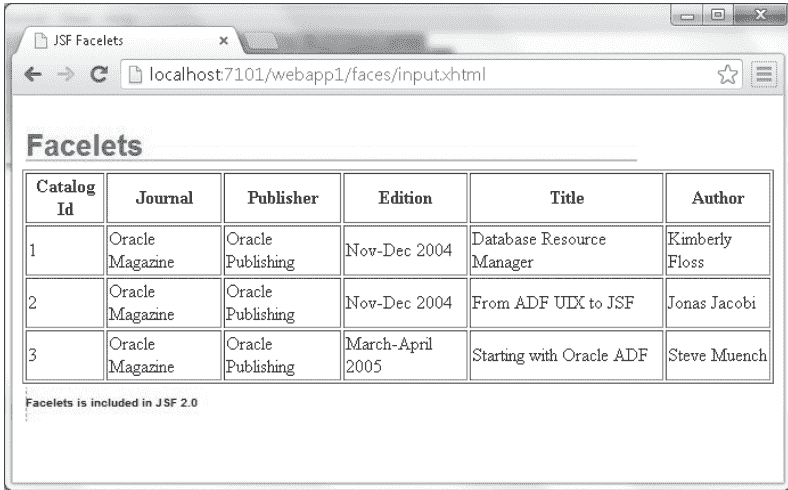 JSF Facelets
localhost:7101/webapp1/faces/input.xhtml
Facelets
Catalog Id Journal Publisher Edition Title Author
1 Oracle Magazine Oracle Publishing Nov-Dec 2004 Database Resource Manager Kimberly Floss
2 Oracle Magazine Oracle Publishing Nov-Dec 2004 From ADF UIX to JSF Jonas Jacobi
3 Oracle Magazine Oracle Publishing March-April 2005 Starting with Oracle ADF Steve Muench
Facelets is included in JSF 2.0